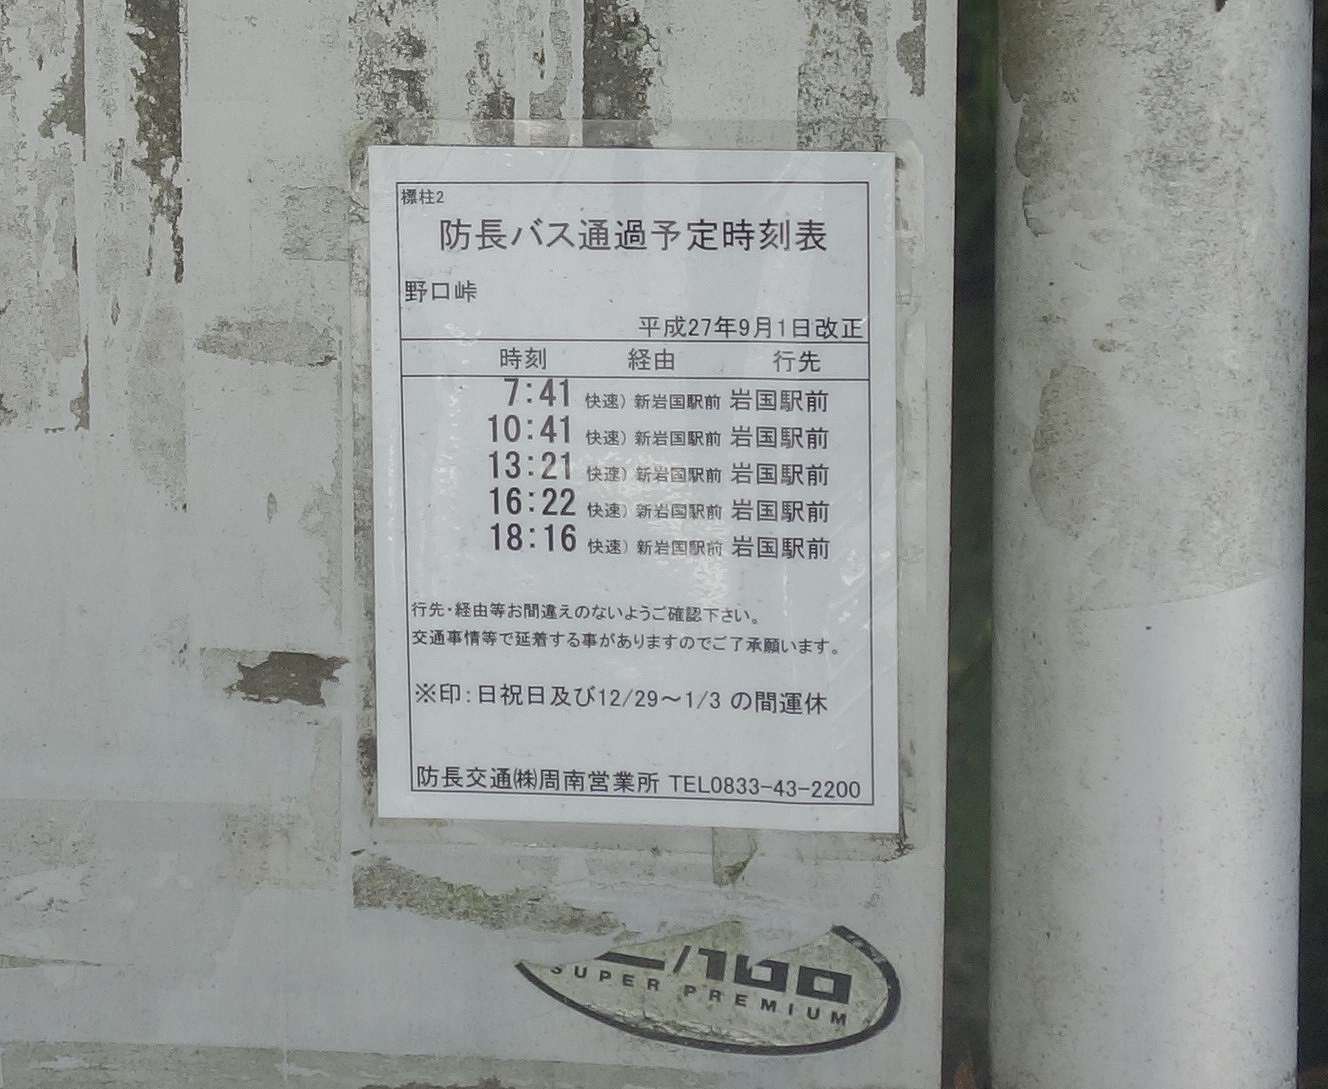 標柱2
防長バス通過予定時刻表
野口峠
平成27年9月1日改正
時刻 経由 行先
7:41 快速) 新岩国駅前 岩国駅前
10:41 快速) 新岩国駅前 岩国駅前
13:21 快速) 新岩国駅前 岩国駅前
16:22 快速) 新岩国駅前 岩国駅前
18:16 快速) 新岩国駅前 岩国駅前
行先・経由等お間違えのないようご確認下さい。
交通事情等で延着する事がありますのでご了承願います。
※印:日祝日及び12/29～1/3 の間運休
防長交通㈱周南営業所 TEL0833-43-2200
SUPER PREMIUM